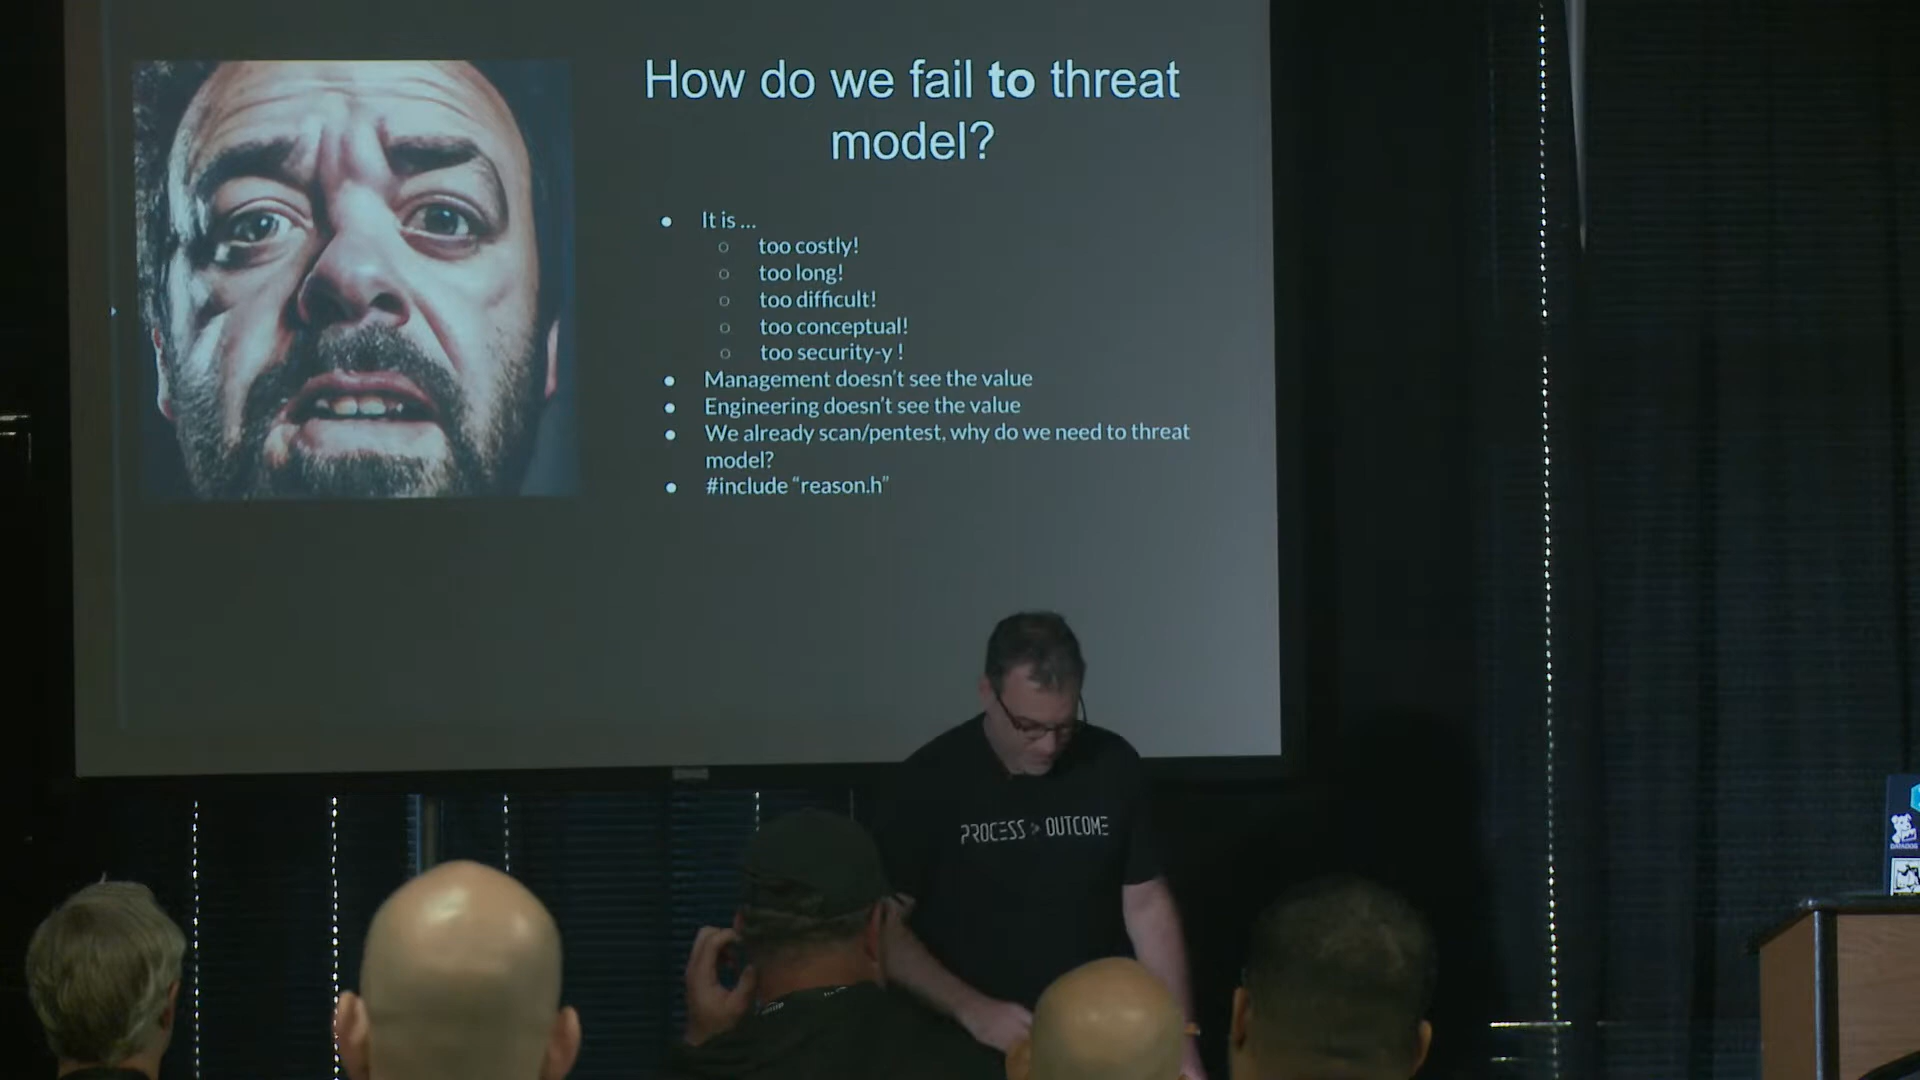 How do we fail to threat
model?
● It is ...
○ too costly!
○ too long!
○ too difficult!
○ too conceptual!
○ too security-y !
● Management doesn't see the value
● Engineering doesn't see the value
● We already scan/pentest, why do we need to threat
model?
● #include “reason.h”
PROCESS > OUTCOME
DATADOG